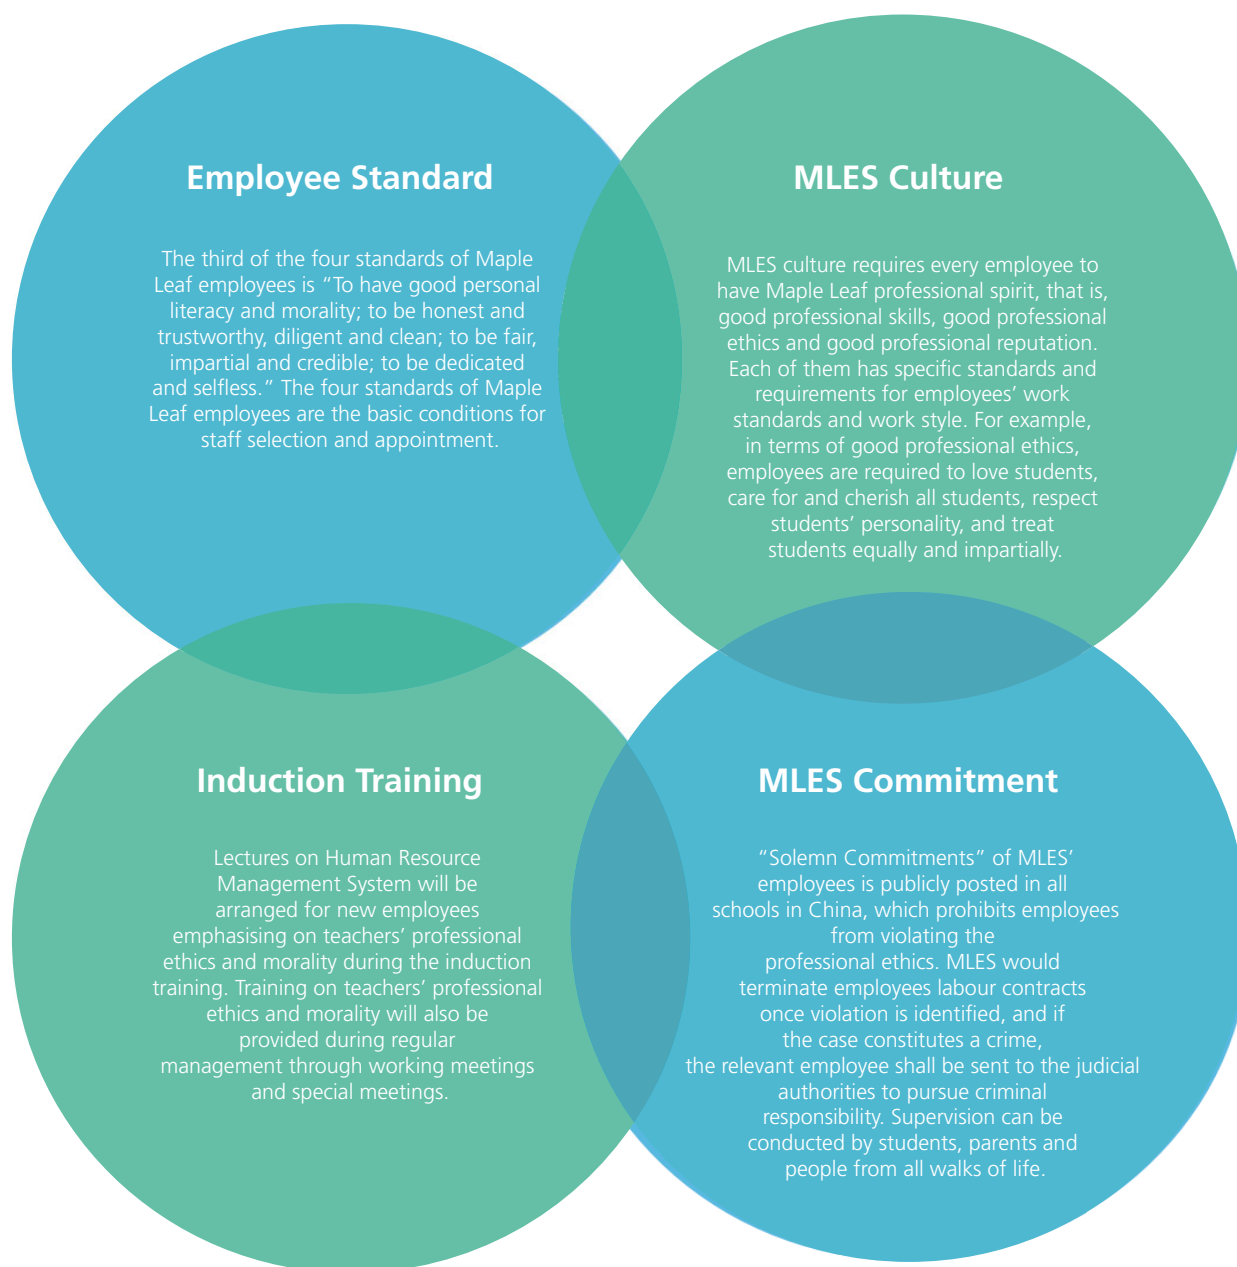 Employee Standard
The third of the four standards of Maple
Leaf employees is “To have good personal
literacy and morality; to be honest and
trustworthy, diligent and clean; to be fair,
impartial and credible; to be dedicated
and selfless.” The four standards of Maple
Leaf employees are the basic conditions for
staff selection and appointment.
MLES Culture
MLES culture requires every employee to
have Maple Leaf professional spirit, that is,
good professional skills, good professional
ethics and good professional reputation.
Each of them has specific standards and
requirements for employees’ work
standards and work style. For example,
in terms of good professional ethics,
employees are required to love students,
care for and cherish all students, respect
students’ personality, and treat
students equally and impartially.
Induction Training
Lectures on Human Resource
Management System will be
arranged for new employees
emphasising on teachers’ professional
ethics and morality during the induction
training. Training on teachers’ professional
ethics and morality will also be
provided during regular
management through working meetings
and special meetings.
MLES Commitment
“Solemn Commitments” of MLES’
employees is publicly posted in all
schools in China, which prohibits employees
from violating the
professional ethics. MLES would
terminate employees labour contracts
once violation is identified, and if
the case constitutes a crime,
the relevant employee shall be sent to the judicial
authorities to pursue criminal
responsibility. Supervision can be
conducted by students, parents and
people from all walks of life.